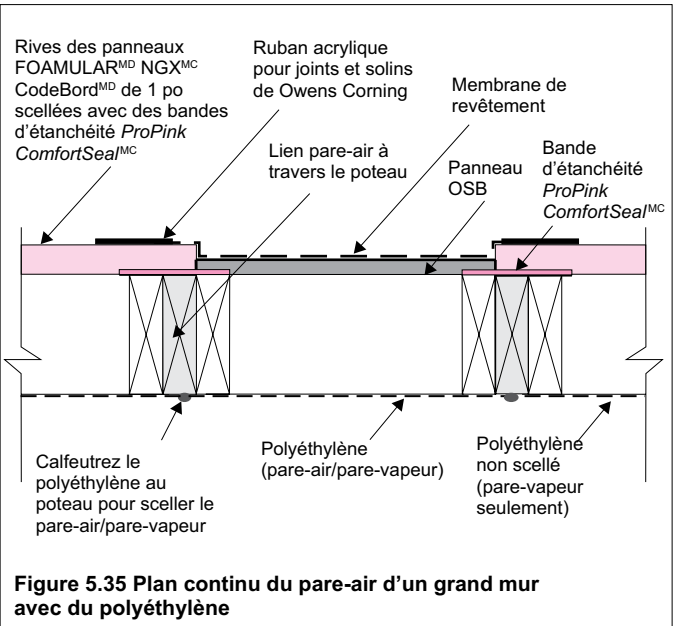 Rives des panneaux
FOAMULARMD NGXMC
CodeBordMD de 1 po
scellées avec des bandes
d’étanchéité ProPink
ComfortSealMC
Ruban acrylique
pour joints et solins
de Owens Corning
Membrane de
revêtement
Lien pare-air à
travers le poteau
Panneau
OSB
Bande
d’étanchéité
ProPink
ComfortSealMC
Calfeutrez le
polyéthylène au
poteau pour sceller le
pare-air/pare-vapeur
Polyéthylène
(pare-air/pare-vapeur)
Polyéthylène
non scellé
(pare-vapeur
seulement)
Figure 5.35 Plan continu du pare-air d’un grand mur
avec du polyéthylène